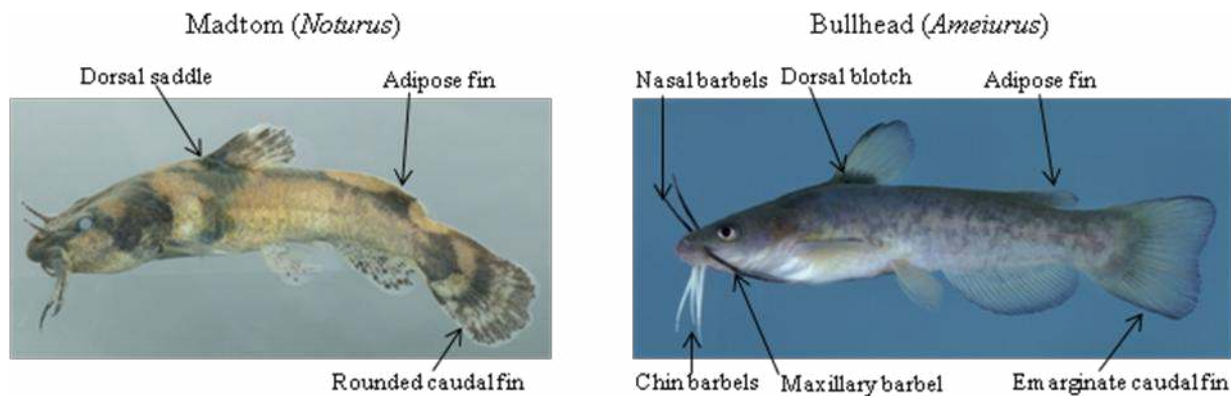 Madtom (Noturus)
Dorsal saddle
Adipose fin
Rounded caudal fin
Bullhead (Ameiurus)
Nasal barbels
Dorsal blotch
Adipose fin
Chin barbels
Maxillary barbel
Emarginate caudal fin